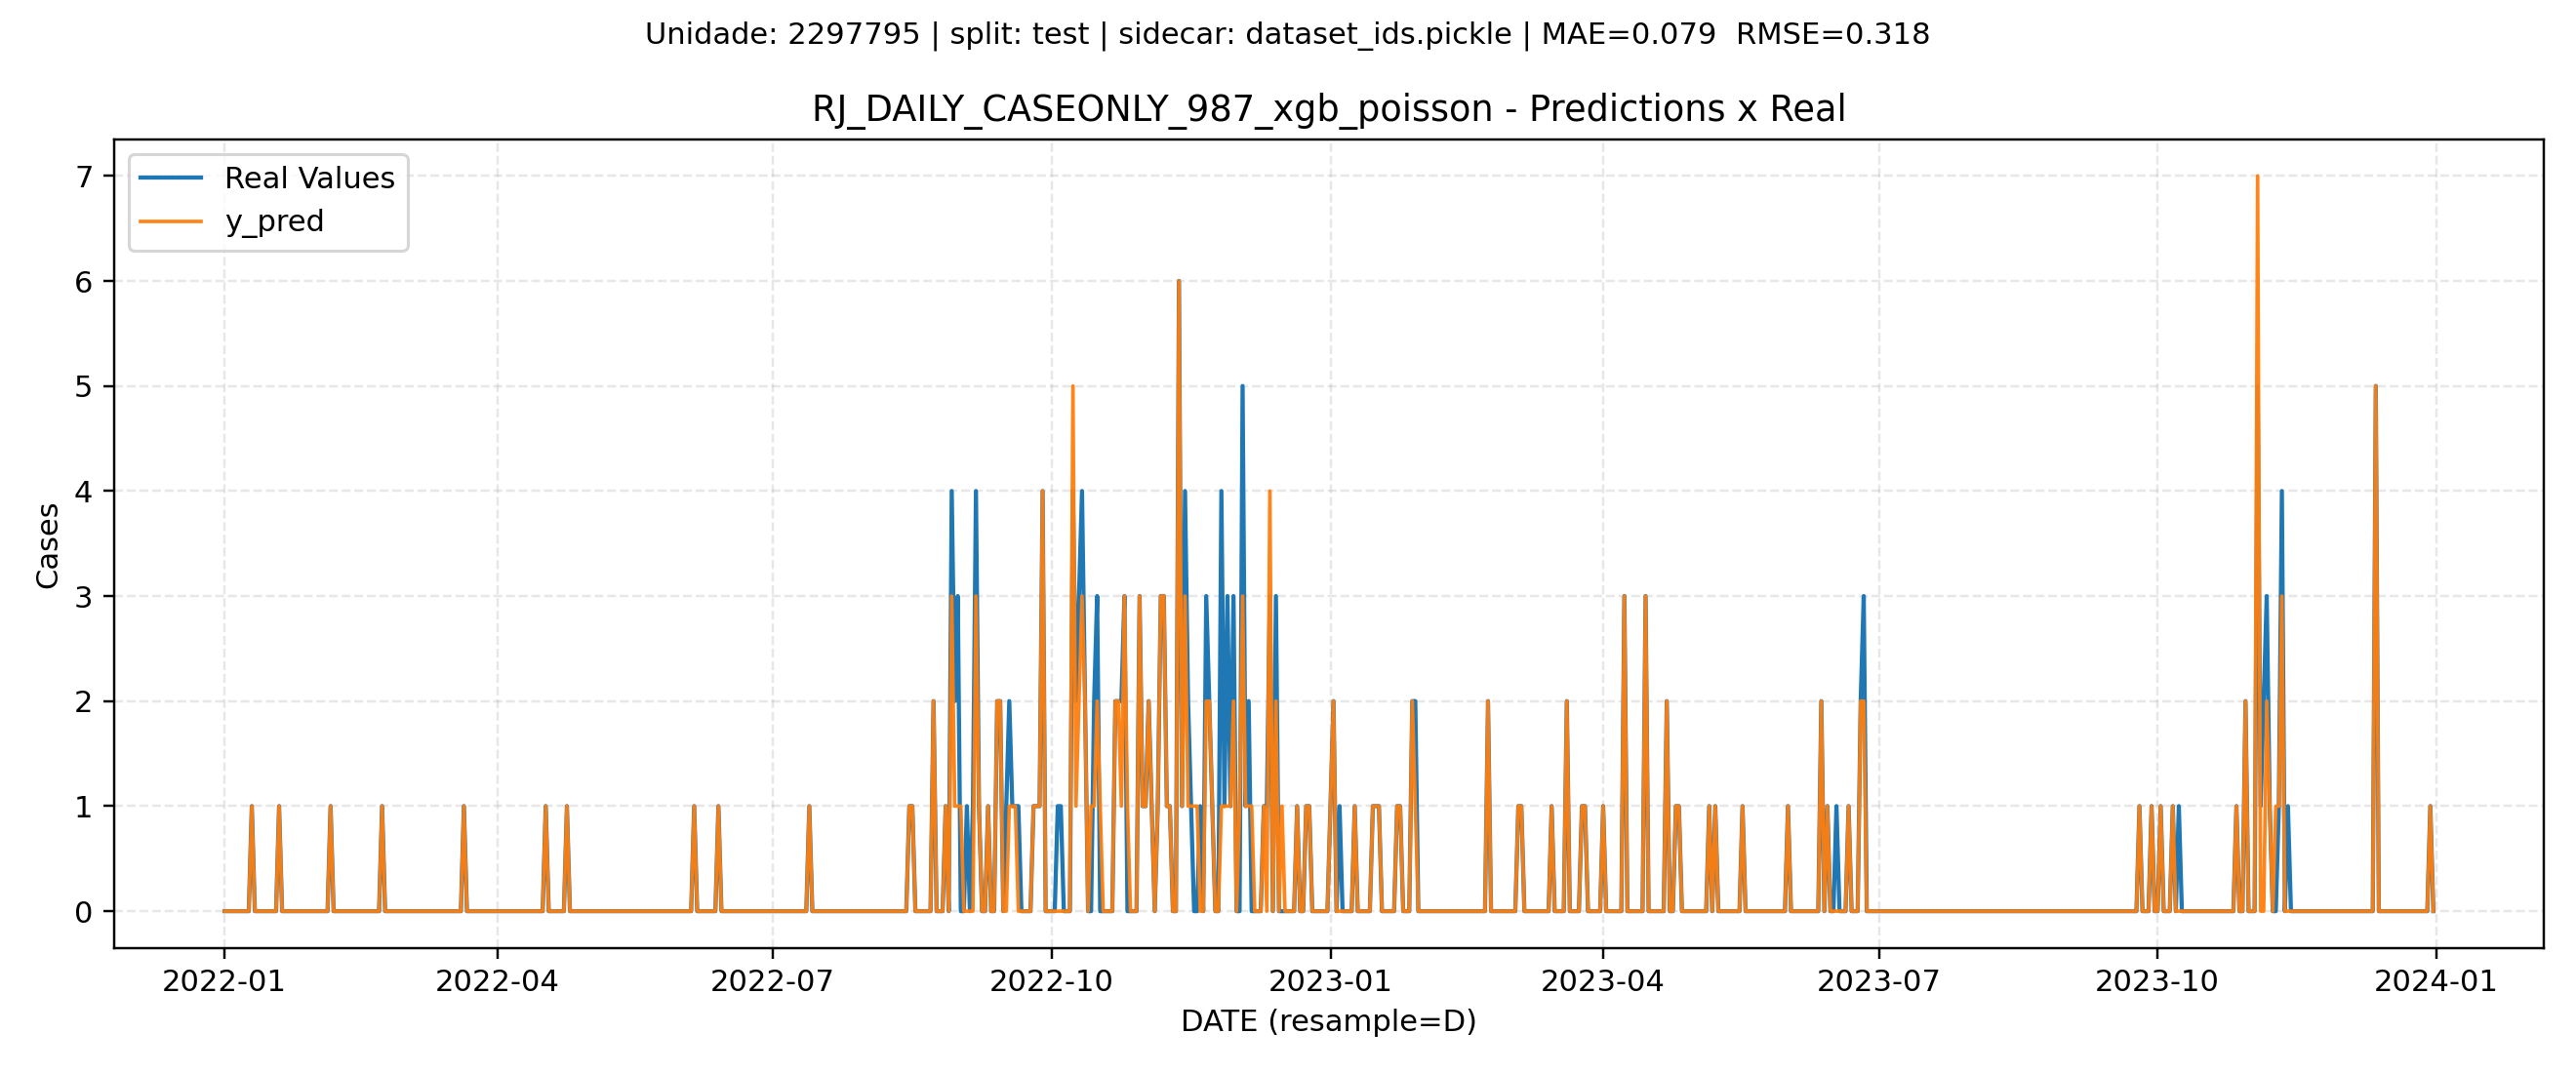 Unidade: 2297795 | split: test | sidecar: dataset_ids.pickle | MAE=0.079  RMSE=0.318
RJ_DAILY_CASEONLY_987_xgb_poisson - Predictions x Real
Real Values
y_pred
7
6
5
4
3
2
1
0
Cases
2022-01 2022-04 2022-07 2022-10 2023-01 2023-04 2023-07 2023-10 2024-01
DATE (resample=D)